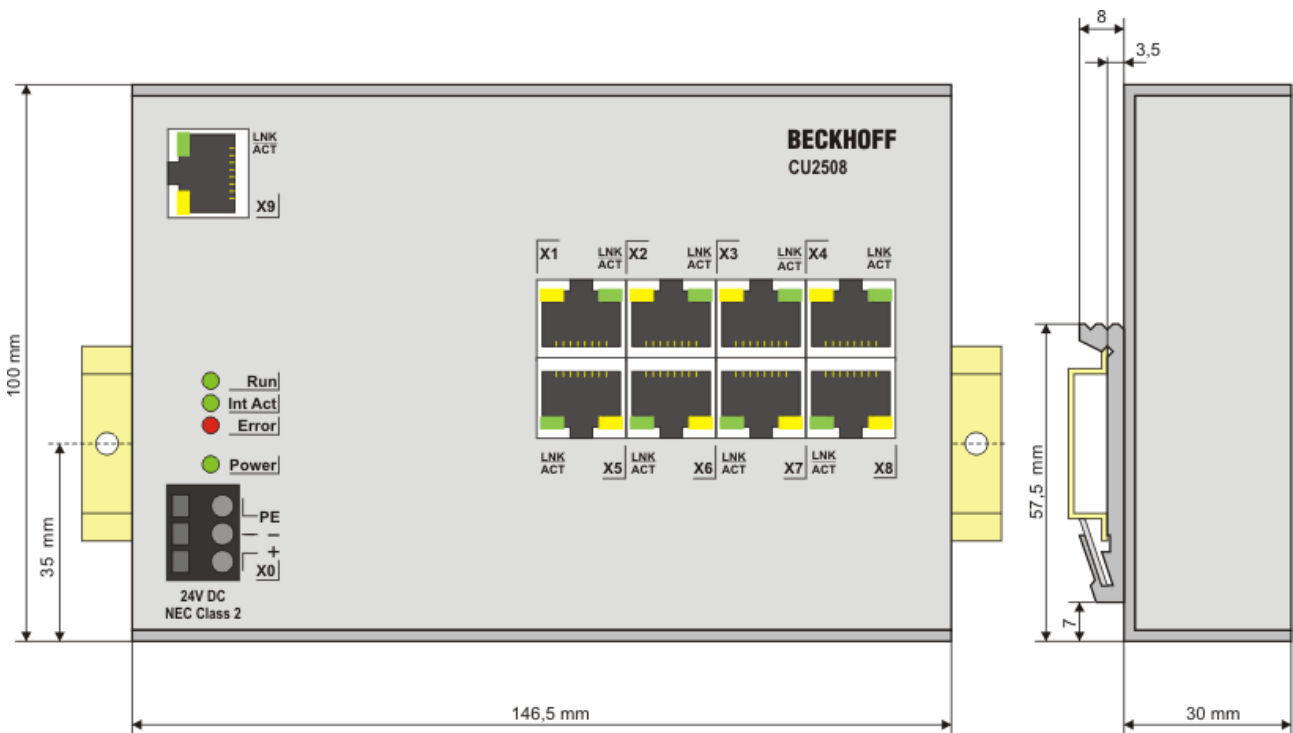 8
3,5
LNK
ACT
X9
BECKHOFF
CU2508
X1 LNK ACT X2 LNK ACT X3 LNK ACT X4 LNK ACT
100 mm
Run
Int Act
Error
Power
LNK ACT X5 LNK ACT X6 LNK ACT X7 LNK ACT X8
57,5 mm
35 mm
PE
–
+
X0
24V DC
NEC Class 2
7
146,5 mm
30 mm